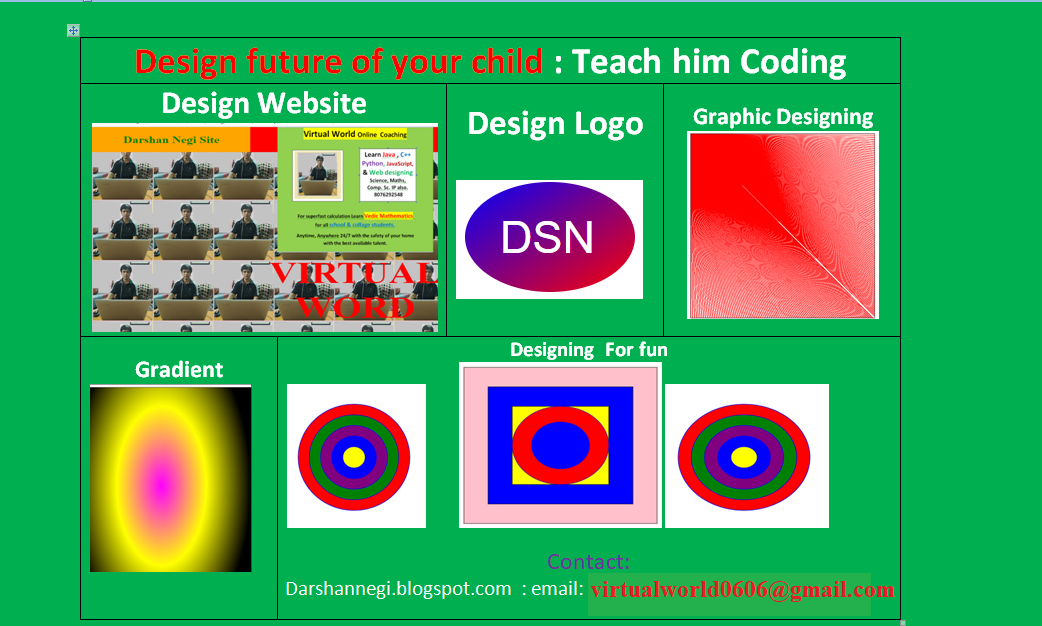 Design future of your child : Teach him Coding
Design Website
Darshan Negi Site
Virtual World Online Coaching
Learn Java , C++
Python, JavaScript,
& Web designing
Science, Maths,
Comp, Sc. IP also.
8076292548
For superfast calculation Learn Vedic Mathematics
for all school & collage students.
Anytime, Anywhere 24/7 with the safety of your home
with the best available talent.
VIRTUAL
WORD
Design Logo
DSN
Graphic Designing
Gradient
Designing For fun
Contact:
Darshannegi.blogspot.com : email: virtualworld0606@gmail.com